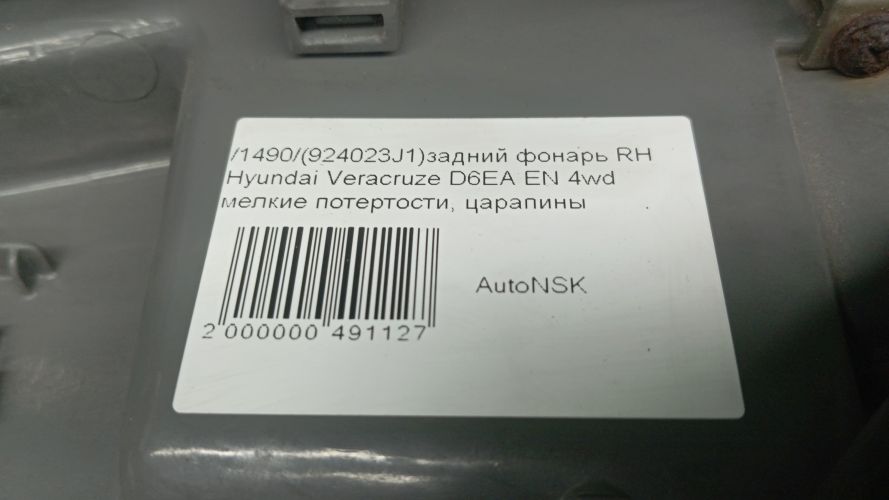 /1490/(924023J1)задний фонарь RH
Hyundai Veracruze D6EA EN 4wd
мелкие потертости, царапины
AutoNSK
2 000000 491127